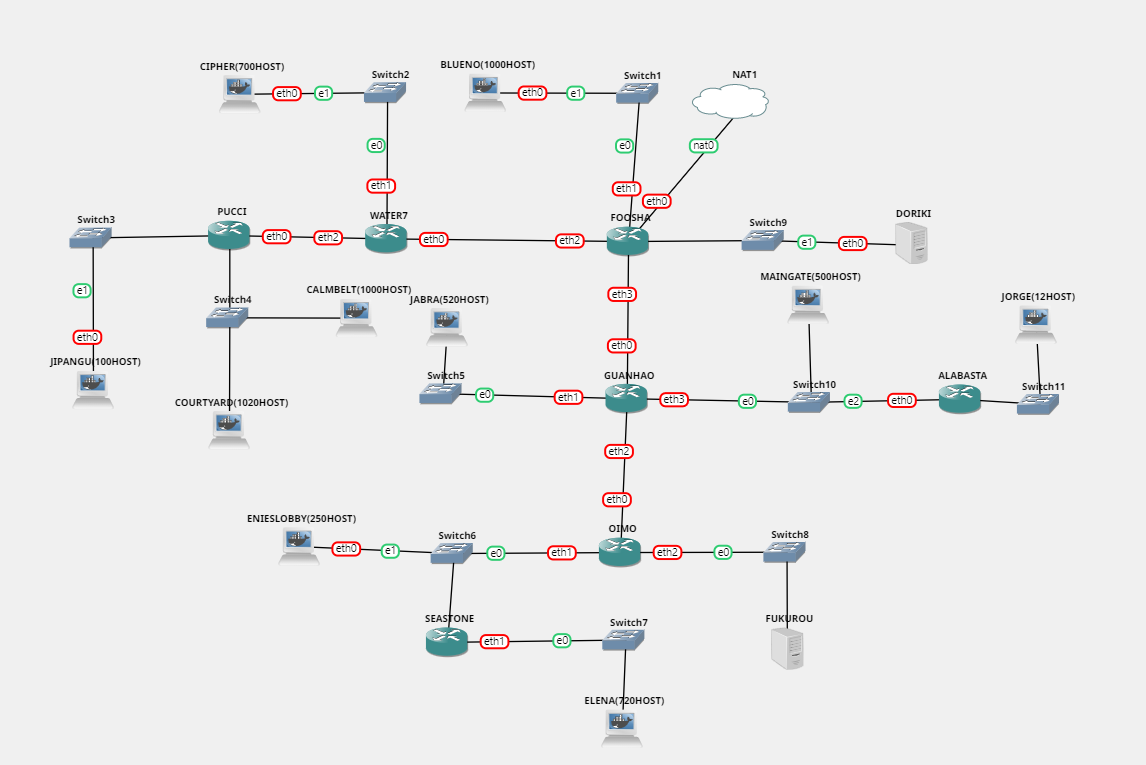 CIPHER(700HOST)
eth0
e1
Switch2
BLUENO(1000HOST)
eth0
e1
Switch1
NAT1
e0
eth1
e0
nat0
eth1
eth0
Switch3
PUCCI
eth0
eth2
WATER7
eth0
eth2
FOOSHA
Switch9
e1
eth0
DORIKI
e1
eth0
JIPANGU(100HOST)
Switch4
CALMBELT(1000HOST)
COURTYARD(1020HOST)
JABRA(520HOST)
eth3
eth0
MAINGATE(500HOST)
JORGE(12HOST)
Switch5
e0
eth1
GUANHAO
eth3
e0
Switch10
e2
eth0
ALABASTA
Switch11
eth2
eth0
ENIESLOBBY(250HOST)
eth0
e1
Switch6
e0
eth1
OIMO
eth2
e0
Switch8
SEASTONE
eth1
e0
Switch7
FUKUROU
ELENA(720HOST)